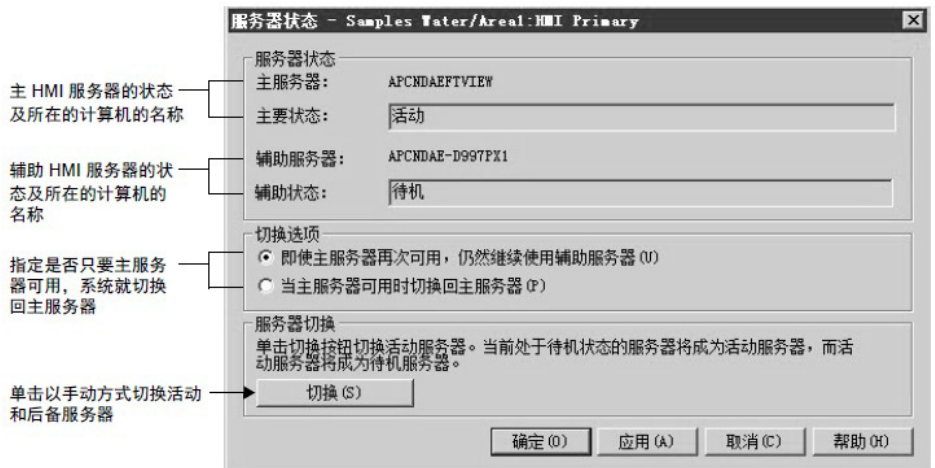 服务器状态 - Samples Water/Area1:HMI Primary
服务器状态
主 HMI 服务器的状态
及所在的计算机的名称
主服务器:
APCNDAEFTVIEW
主要状态:
活动
辅助 HMI 服务器的状
态及所在的计算机的
名称
辅助服务器:
APCNDAE-D997PX1
辅助状态:
待机
切换选项
指定是否只要主服务
器可用,系统就切换
回主服务器
即使主服务器再次可用,仍然继续使用辅助服务器(U)
当主服务器可用时切换回主服务器(P)
服务器切换
单击切换按钮切换活动服务器。当前处于待机状态的服务器将成为活动服务器,而活
动服务器将成为待机服务器。
单击以手动方式切换活动
和后备服务器
切换(S)
确定(O)
应用(A)
取消(C)
帮助(H)